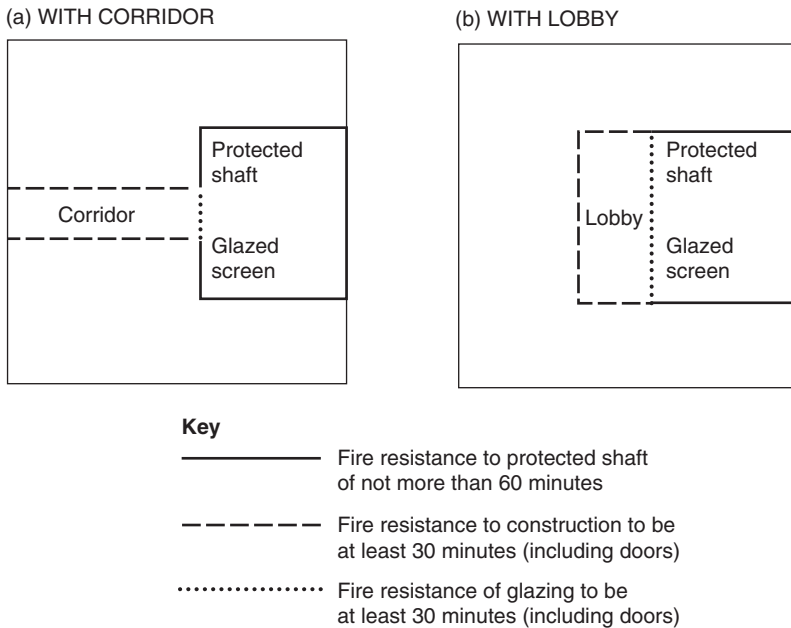 (a) WITH CORRIDOR
Protected
shaft
Corridor
Glazed
screen
(b) WITH LOBBY
Protected
shaft
Lobby
Glazed
screen
Key
Fire resistance to protected shaft
of not more than 60 minutes
Fire resistance to construction to be
at least 30 minutes (including doors)
Fire resistance of glazing to be
at least 30 minutes (including doors)